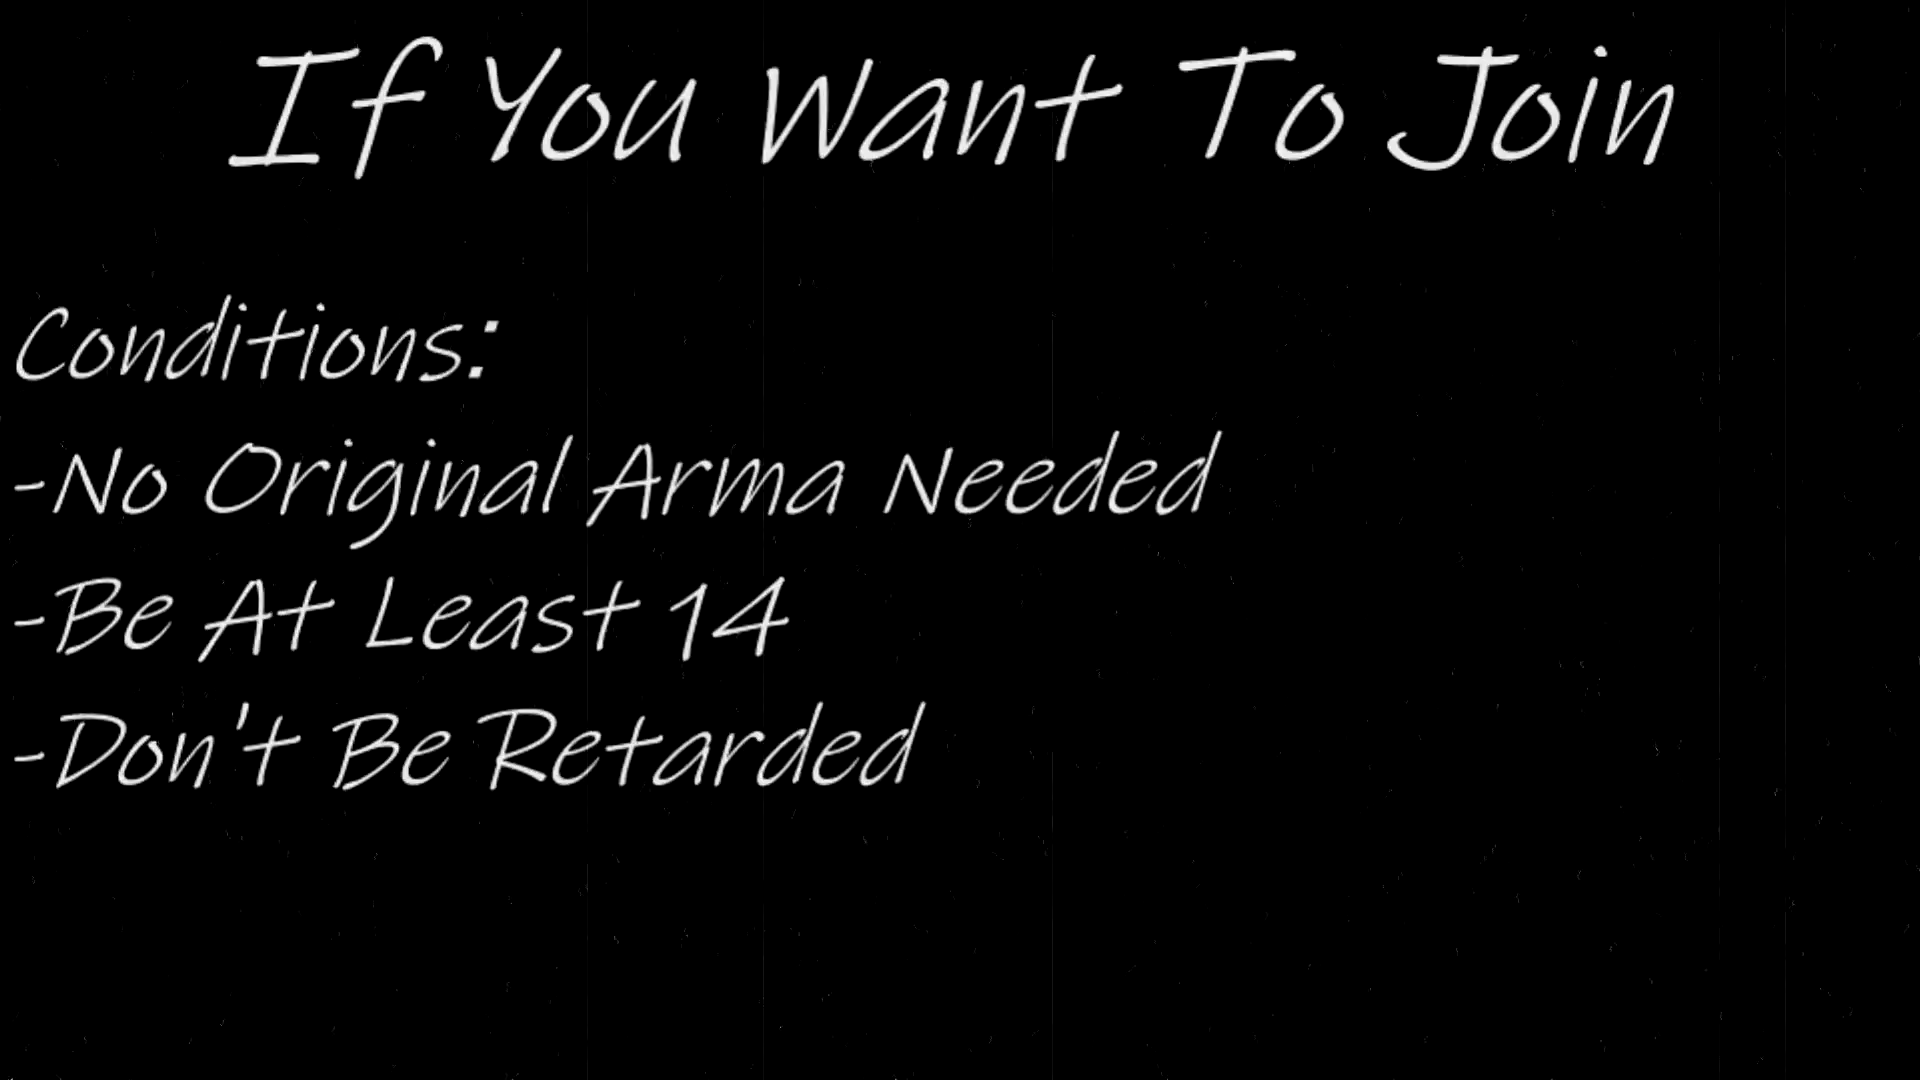 If You Want To Join
Conditions:
-No Original Arma Needed
-Be At Least 14
-Don't Be Retarded